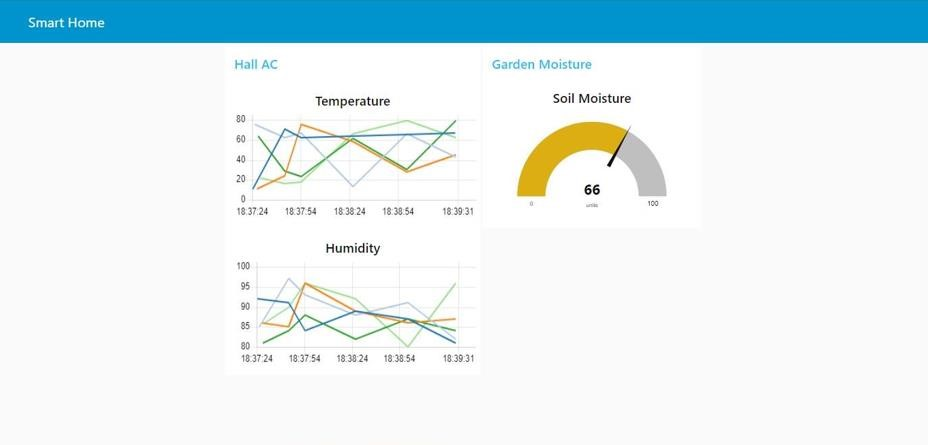 Smart Home
Hall AC
Temperature
80
60
40
20
0
18:37:24 18:37:54 18:38:24 18:38:54 18:39:31
Humidity
100
95
90
85
80
18:37:24 18:37:54 18:38:24 18:38:54 18:39:31
Garden Moisture
Soil Moisture
66
units
0 100